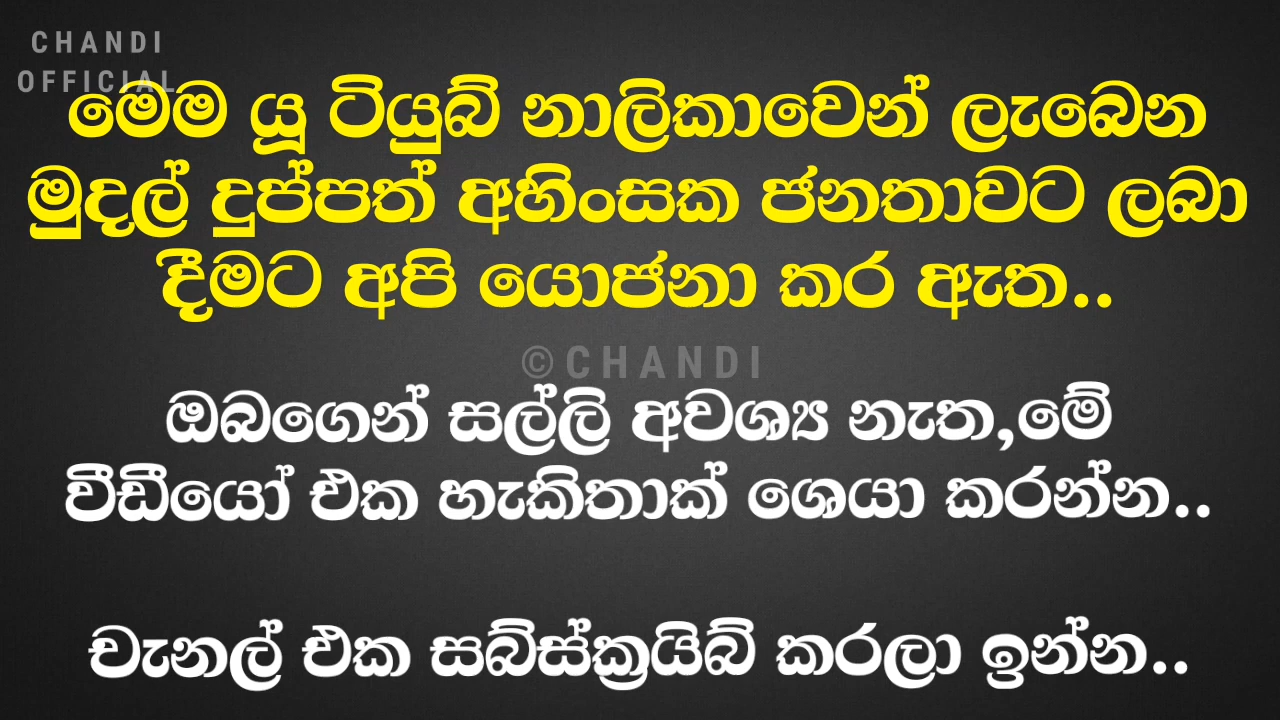 CHANDI
OFFICIAL
මෙම යූ ටියුබ් නාලිකාවෙන් ලැබෙන
මුදල් දුප්පත් අහිංසක ජනතාවට ලබා
දීමට අපි යොජනා කර ඇත..
©CHANDI
ඔබගෙන් සල්ලි අවශ්‍ය නැත,මේ
වීඩීයෝ එක හැකිතාක් ශෙයා කරන්න..
චැනල් එක සබ්ස්ක්‍රයිබ් කරලා ඉන්න..